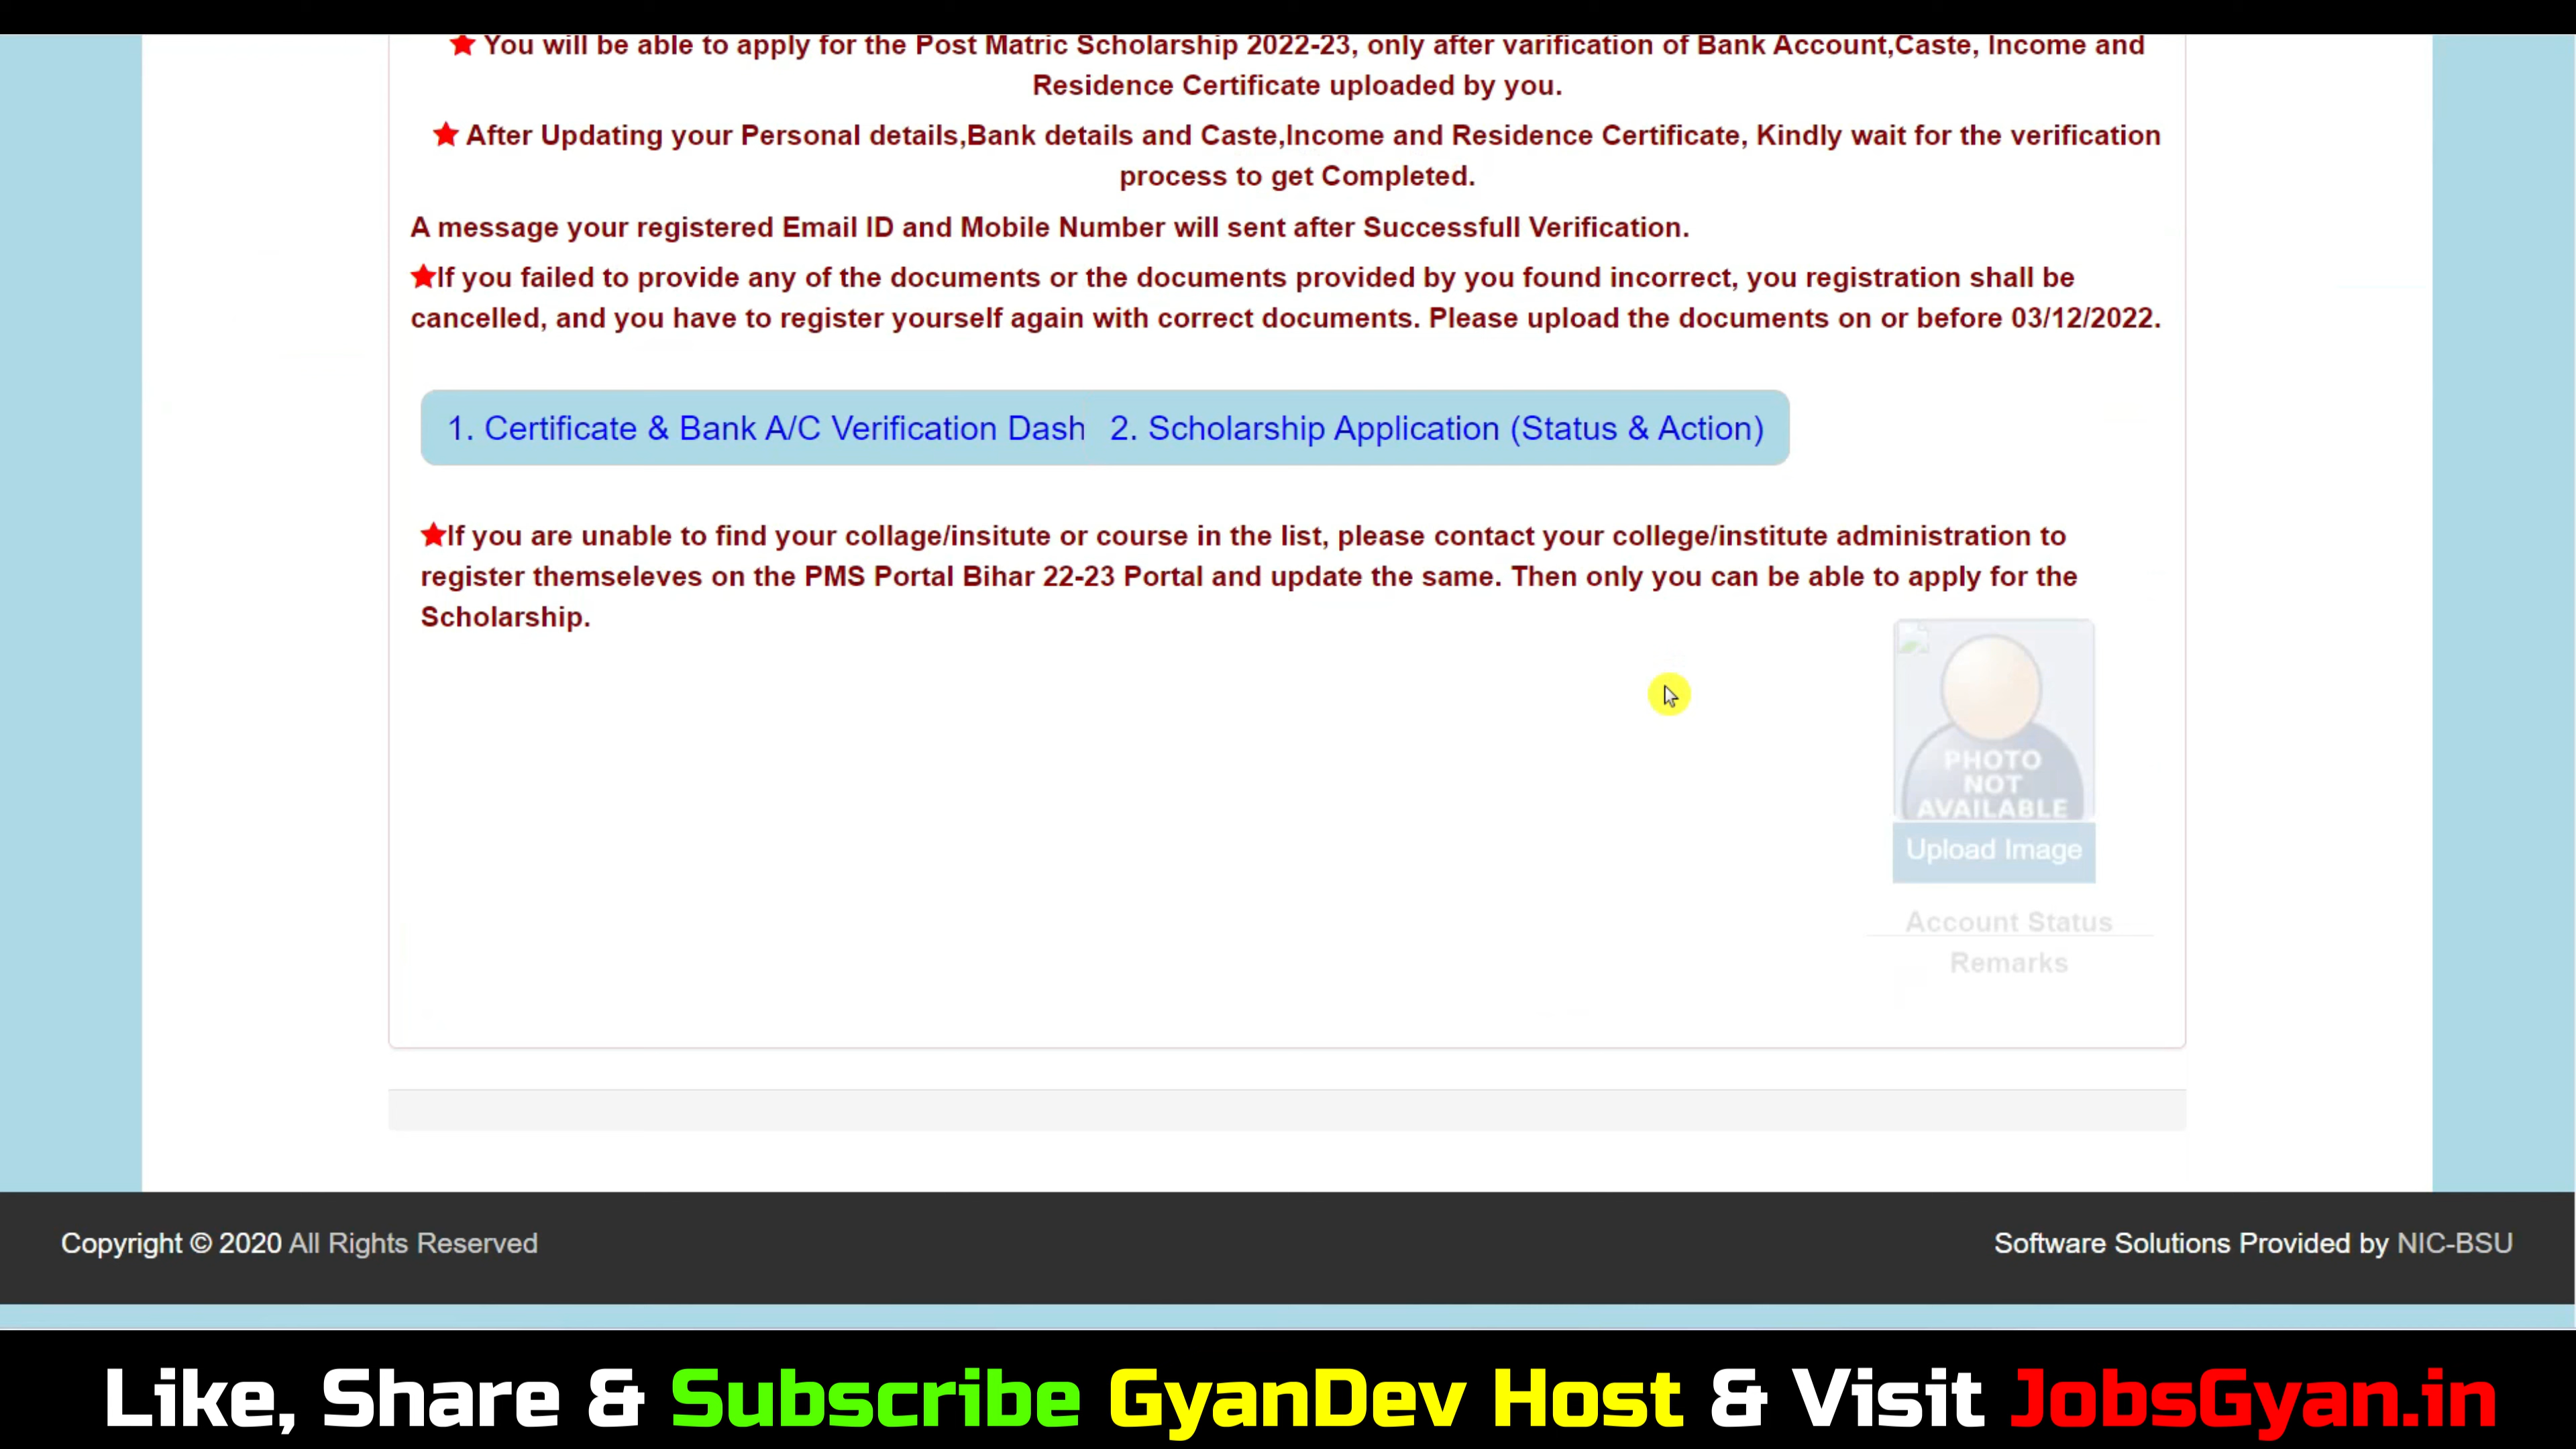 ★ You will be able to apply for the Post Matric Scholarship 2022-23, only after varification of Bank Account,Caste, Income and
Residence Certificate uploaded by you.
★ After Updating your Personal details,Bank details and Caste,Income and Residence Certificate, Kindly wait for the verification
process to get Completed.
A message your registered Email ID and Mobile Number will sent after Successfull Verification.
★If you failed to provide any of the documents or the documents provided by you found incorrect, you registration shall be
cancelled, and you have to register yourself again with correct documents. Please upload the documents on or before 03/12/2022.
1. Certificate & Bank A/C Verification Dash 2. Scholarship Application (Status & Action)
★If you are unable to find your collage/insitute or course in the list, please contact your college/institute administration to
register themseleves on the PMS Portal Bihar 22-23 Portal and update the same. Then only you can be able to apply for the
Scholarship.
PHOTO
NOT
AVAILABLE
Upload Image
Account Status
Remarks
Copyright © 2020 All Rights Reserved Software Solutions Provided by NIC-BSU
Like, Share & Subscribe GyanDev Host & Visit JobsGyan.in